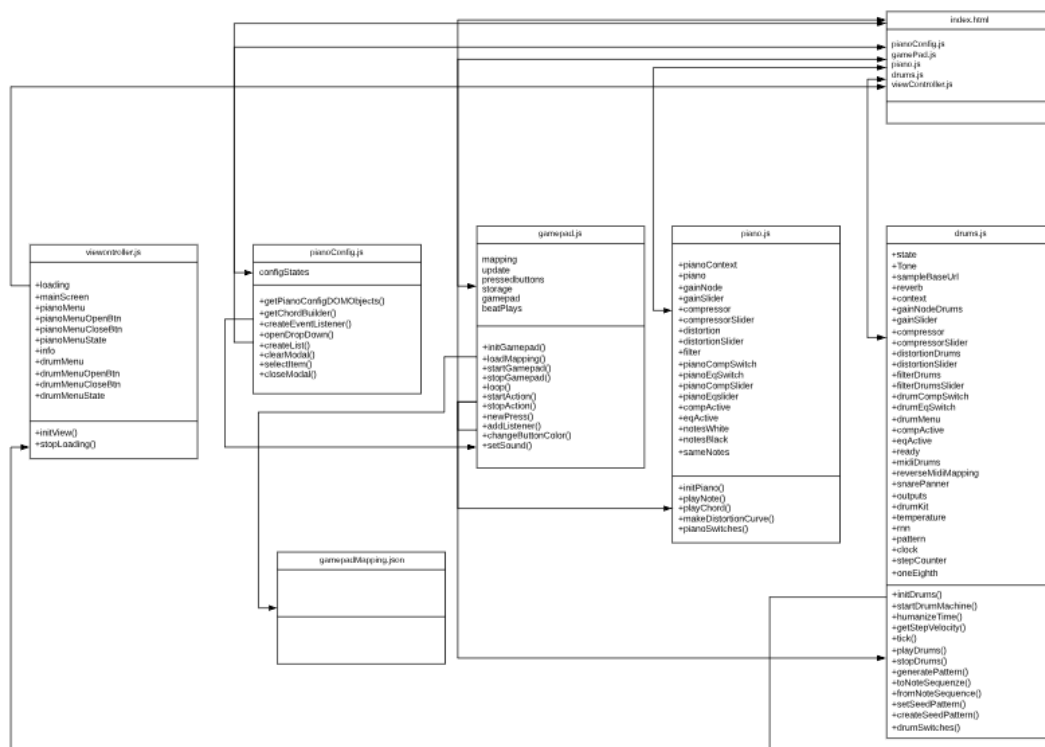 index.html
pianoConfig.js
gamePad.js
piano.js
drums.js
viewController.js
viewontroller.js
+loading
+mainScreen
+pianoMenu
+pianoMenuOpenBtn
+pianoMenuCloseBtn
+pianoMenuState
+info
+drumMenu
+drumMenuOpenBtn
+drumMenuCloseBtn
+drumMenuState
+initView()
+stopLoading()
pianoConfig.js
configStates
+getPianoConfigDOMObjects()
+getChordBuilder()
+createEventListener()
+openDropDown()
+createList()
+clearModal()
+selectItem()
+closeModal()
gamepad.js
mapping
update
pressedbuttons
storage
gamepad
beatPlays
+initGamepad()
+loadMapping()
+startGamepad()
+stopGamepad()
+loop()
+startAction()
+stopAction()
+newPress()
+addListener()
+changeButtonColor()
+setSound()
piano.js
+pianoContext
+piano
+gainNode
+gainSlider
+compressor
+compressorSlider
+distortion
+distortionSlider
+filter
+pianoCompSwitch
+pianoEqSwitch
+pianoCompSlider
+pianoEqslider
+compActive
+eqActive
+notesWhite
+notesBlack
+sameNotes
+initPiano()
+playNote()
+playChord()
+makeDistortionCurve()
+pianoSwitches()
drums.js
+state
+Tone
+sampleBaseUrl
+reverb
+context
+gainNodeDrums
+gainSlider
+compressor
+compressorSlider
+distortionDrums
+distortionSlider
+filterDrums
+filterDrumsSlider
+drumCompSwitch
+drumEqSwitch
+drumMenu
+compActive
+eqActive
+ready
+midiDrums
+reverseMidiMapping
+snarePanner
+outputs
+drumKit
+temperature
+rnn
+pattern
+clock
+stepCounter
+oneEighth
+initDrums()
+startDrumMachine()
+humanizeTime()
+getStepVelocity()
+tick()
+playDrums()
+stopDrums()
+generatePattern()
+toNoteSequenze()
+fromNoteSequence()
+setSeedPattern()
+createSeedPattern()
+drumSwitches()
gamepadMapping.json